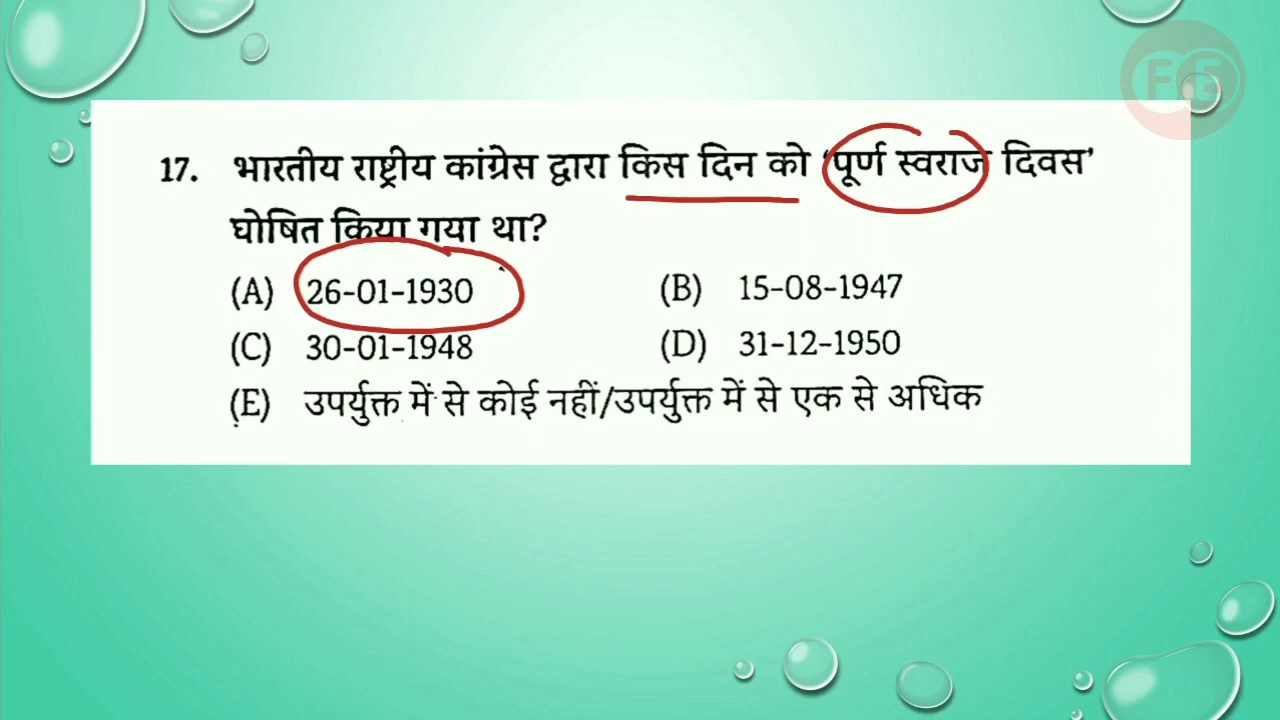 FE
17. भारतीय राष्ट्रीय कांग्रेस द्वारा किस दिन को 'पूर्ण स्वराज दिवस'
घोषित किया गया था?
(A) 26-01-1930 (B) 15-08-1947
(C) 30-01-1948 (D) 31-12-1950
(E) उपर्युक्त में से कोई नहीं/उपर्युक्त में से एक से अधिक